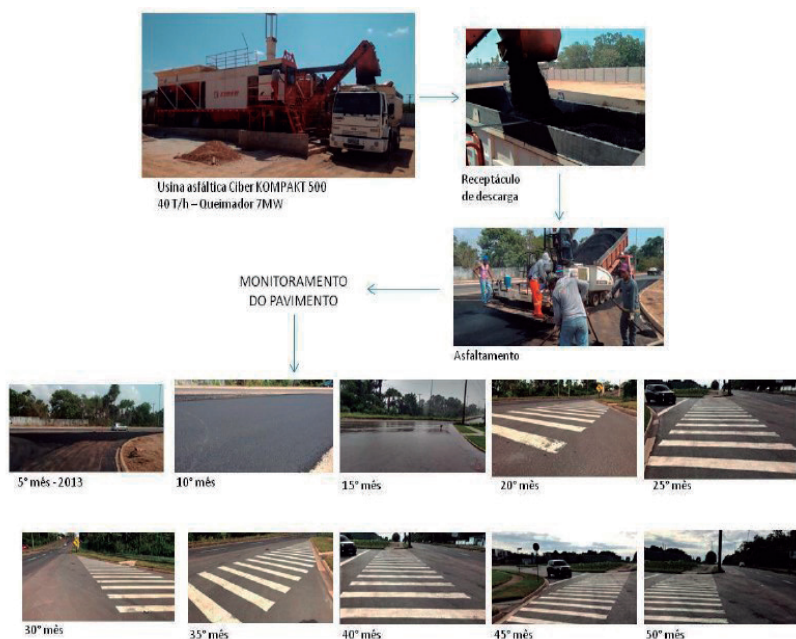 Usina asfáltica Ciber KOMPAKT 500
40 T/h – Queimador 7MW
Receptáculo
de descarga
Asfaltamento
MONITORAMENTO
DO PAVIMENTO
5° mês - 2013
10° mês
15° mês
20° mês
25° mês
30° mês
35° mês
40° mês
45° mês
50° mês